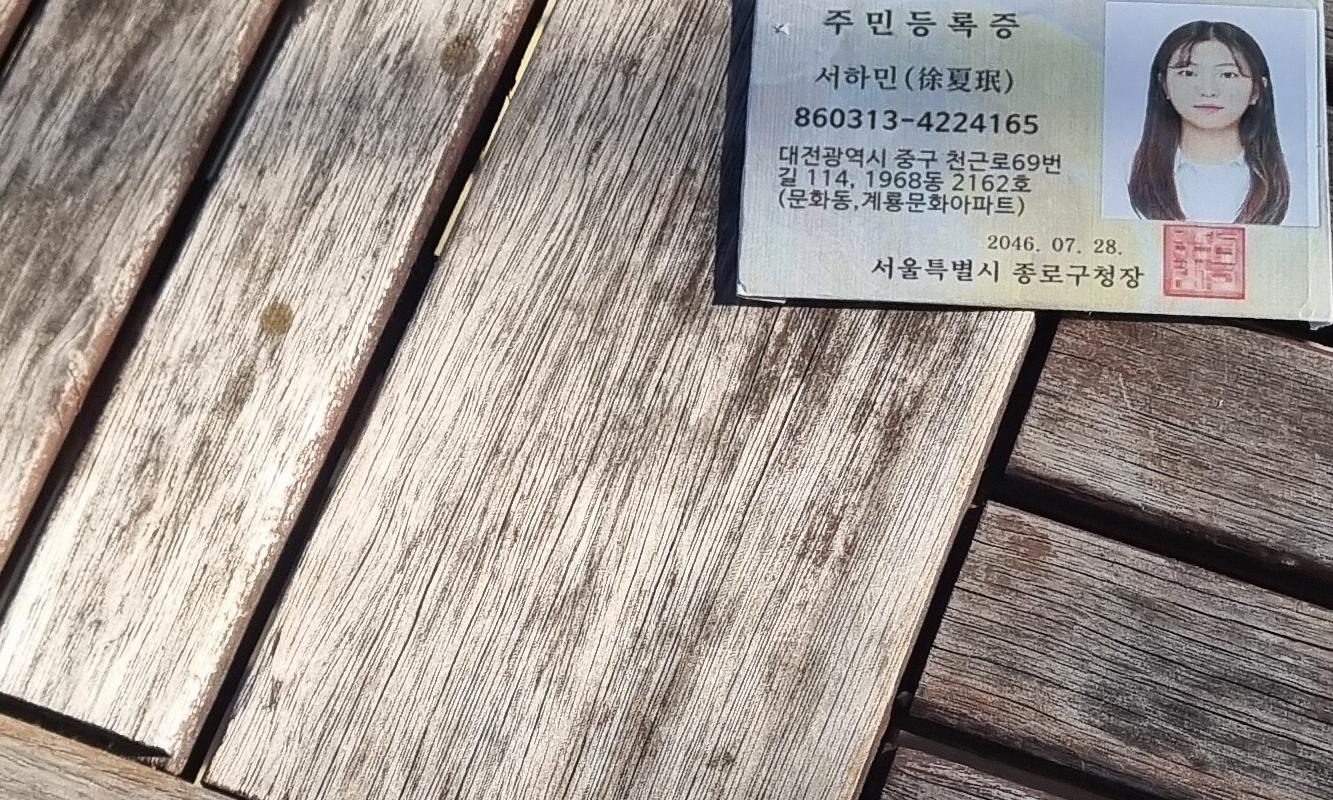 주민등록증
서하민(徐夏珉)
860313-4224165
대전광역시 중구 천근로69번
길 114, 1968동 2162호
(문화동,계룡문화아파트)
2046. 07. 28.
서울특별시 종로구청장